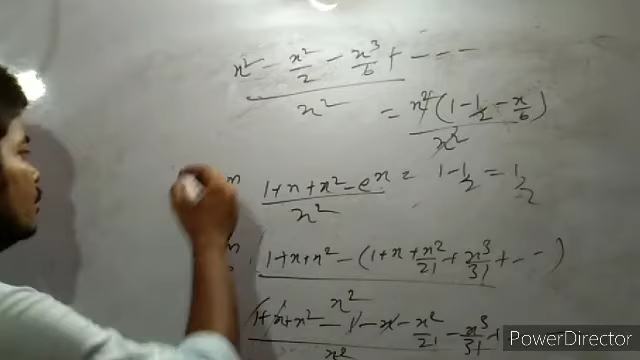 x² - x²/2 - x³/6 + - - - -
x²
= x²(1 - 1/2 - x/6)
x²
1+x+x²-eˣ = 1 - 1/2 = 1/2
x²
1+x+x² - (1+x+x²/2! + x³/3! + - - -)
x²
1+x+x² - 1 - x - x²/2! - x³/3!
x²
PowerDirector